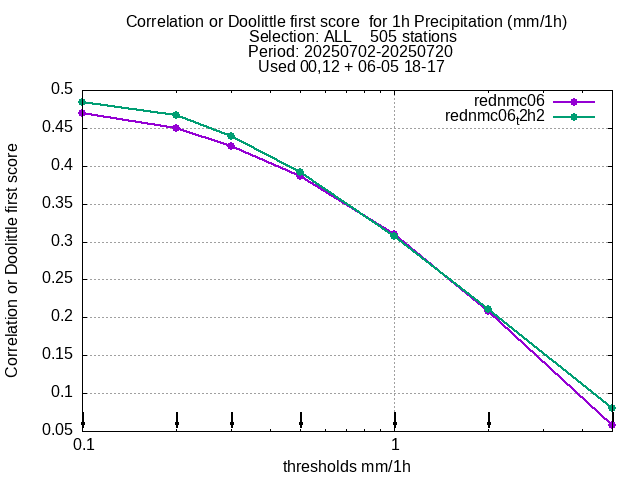 Correlation or Doolittle first score  for 1h Precipitation (mm/1h)
Selection: ALL    505 stations
Period: 20250702-20250720
Used 00,12 + 06-05 18-17
rednmc06
rednmc06t2h2
0.5
0.45
0.4
0.35
0.3
0.25
0.2
0.15
0.1
0.05
Correlation or Doolittle first score
0.1
1
thresholds mm/1h